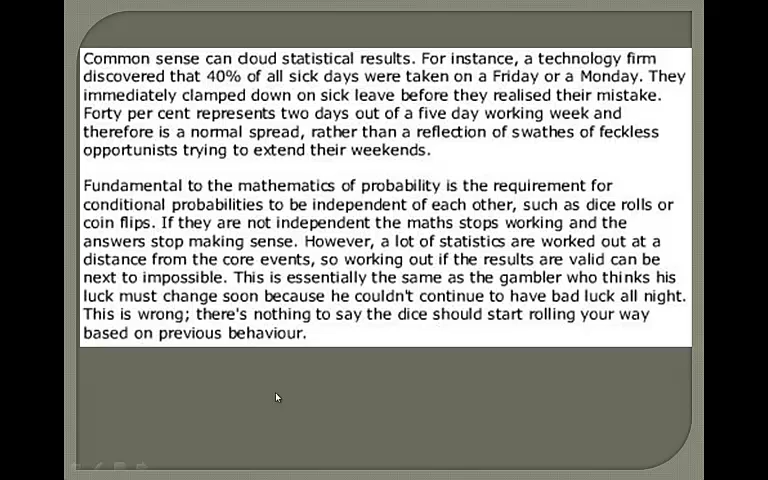 Common sense can cloud statistical results. For instance, a technology firm
discovered that 40% of all sick days were taken on a Friday or a Monday. They
immediately clamped down on sick leave before they realised their mistake.
Forty per cent represents two days out of a five day working week and
therefore is a normal spread, rather than a reflection of swathes of feckless
opportunists trying to extend their weekends.
Fundamental to the mathematics of probability is the requirement for
conditional probabilities to be independent of each other, such as dice rolls or
coin flips. If they are not independent the maths stops working and the
answers stop making sense. However, a lot of statistics are worked out at a
distance from the core events, so working out if the results are valid can be
next to impossible. This is essentially the same as the gambler who thinks his
luck must change soon because he couldn't continue to have bad luck all night.
This is wrong; there's nothing to say the dice should start rolling your way
based on previous behaviour.